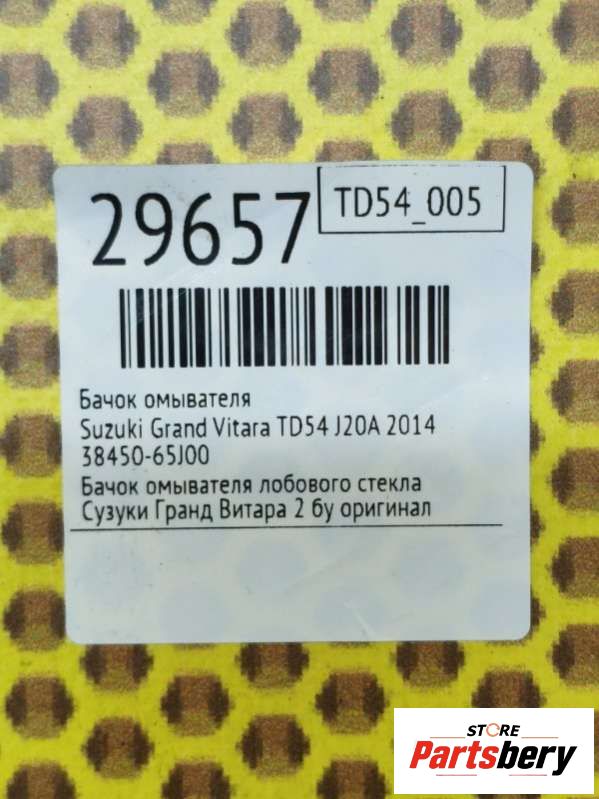 29657
TD54_005
Бачок омывателя
Suzuki Grand Vitara TD54 J20A 2014
38450-65J00
Бачок омывателя лобового стекла
Сузуки Гранд Витара 2 бу оригинал
STORE
Partsbery